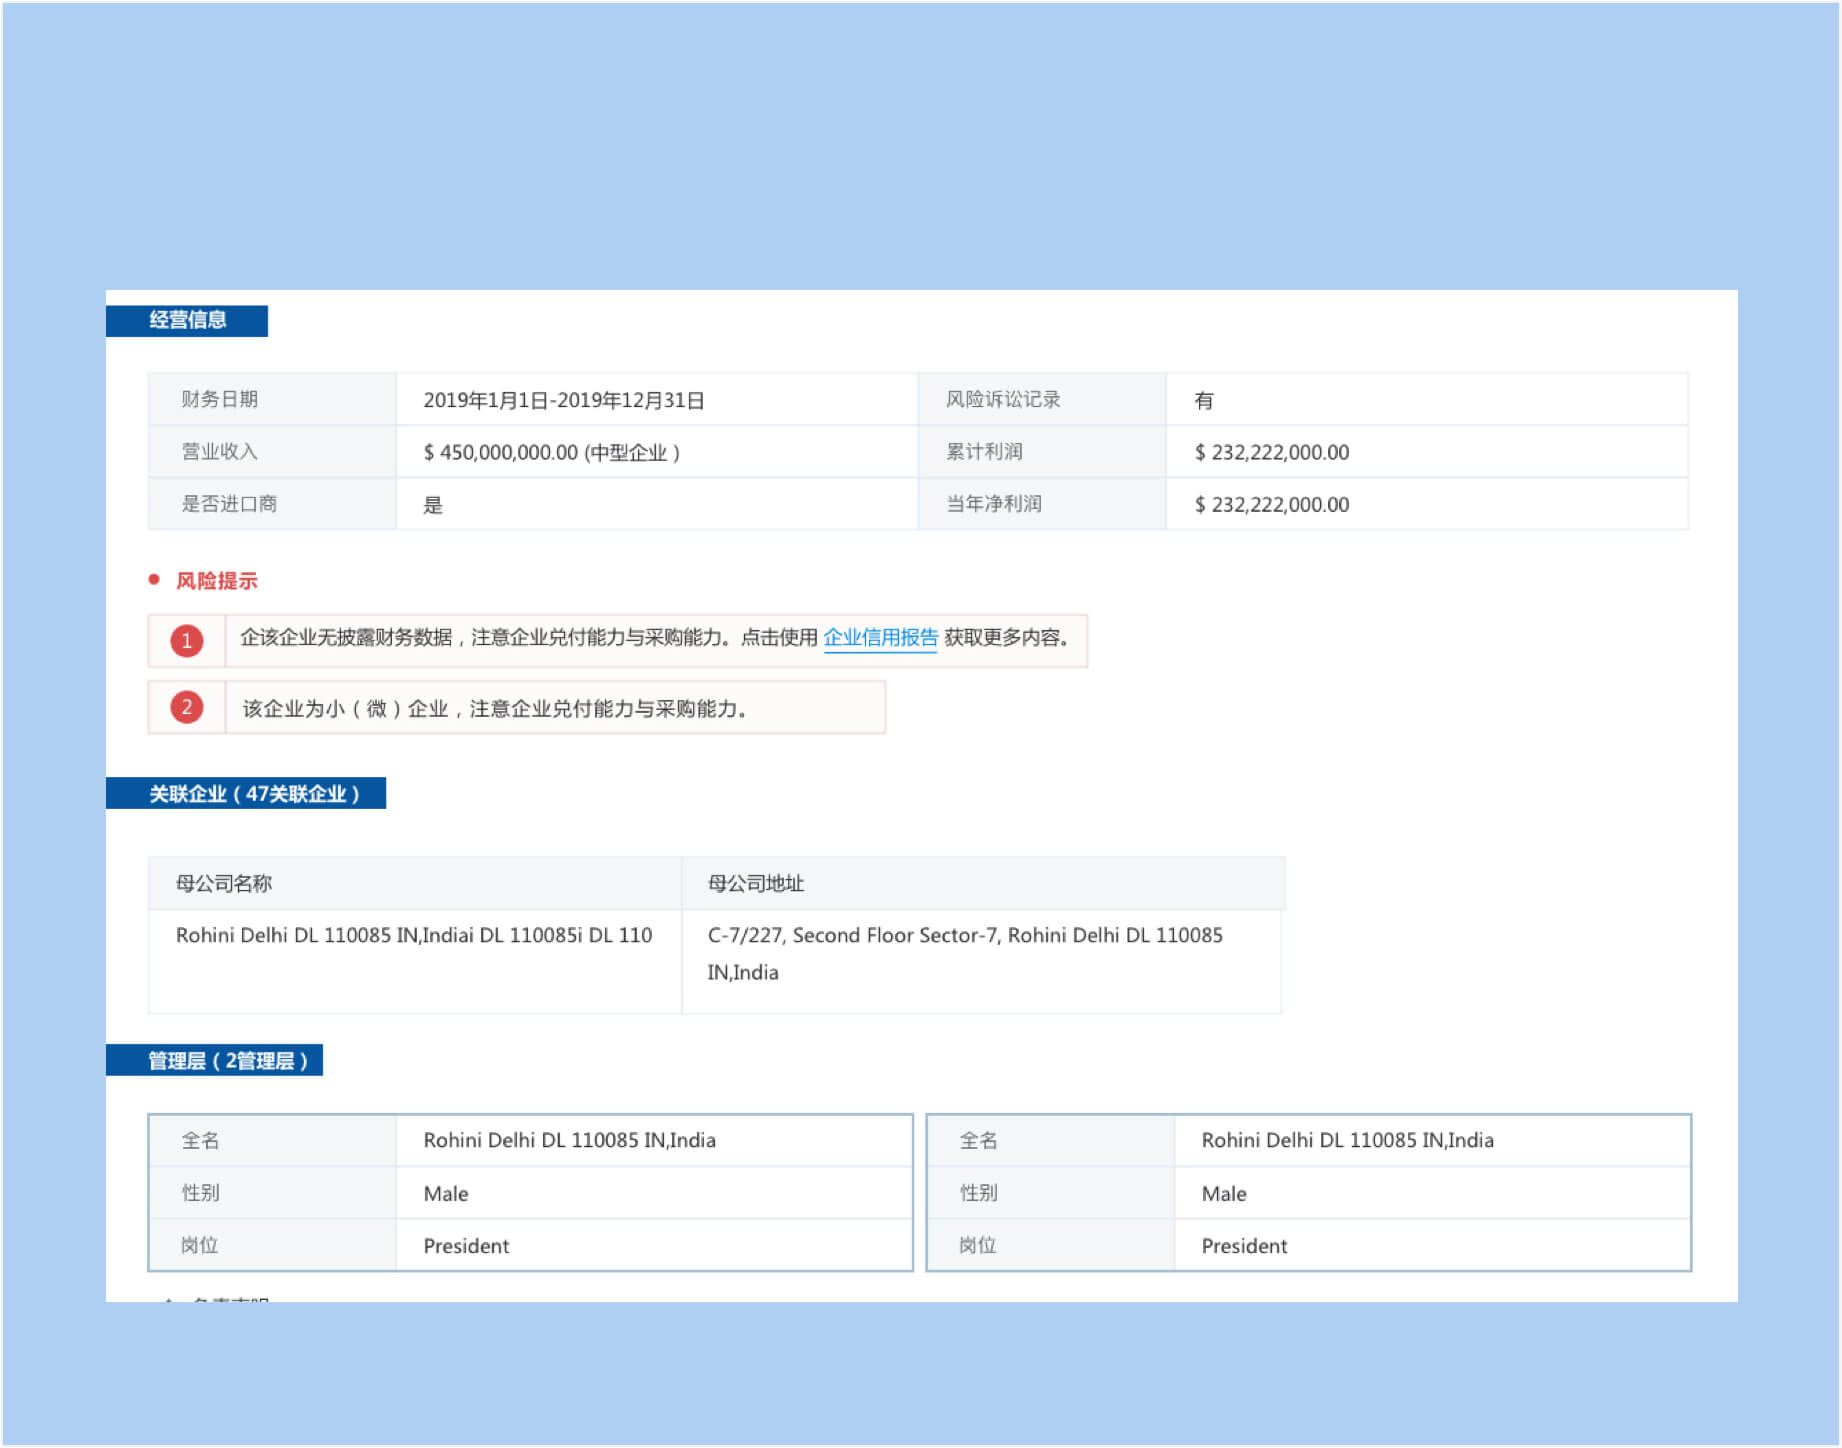 经营信息
财务日期 2019年1月1日-2019年12月31日 风险诉讼记录 有
营业收入 $ 450,000,000.00 (中型企业 ) 累计利润 $ 232,222,000.00
是否进口商 是 当年净利润 $ 232,222,000.00
风险提示
1 企该企业无披露财务数据，注意企业兑付能力与采购能力。点击使用 企业信用报告 获取更多内容。
2 该企业为小（微）企业，注意企业兑付能力与采购能力。
关联企业（47关联企业）
母公司名称 母公司地址
Rohini Delhi DL 110085 IN,Indiai DL 110085i DL 110 C-7/227, Second Floor Sector-7, Rohini Delhi DL 110085
IN,India
管理层（2管理层）
全名 Rohini Delhi DL 110085 IN,India 全名 Rohini Delhi DL 110085 IN,India
性别 Male 性别 Male
岗位 President 岗位 President